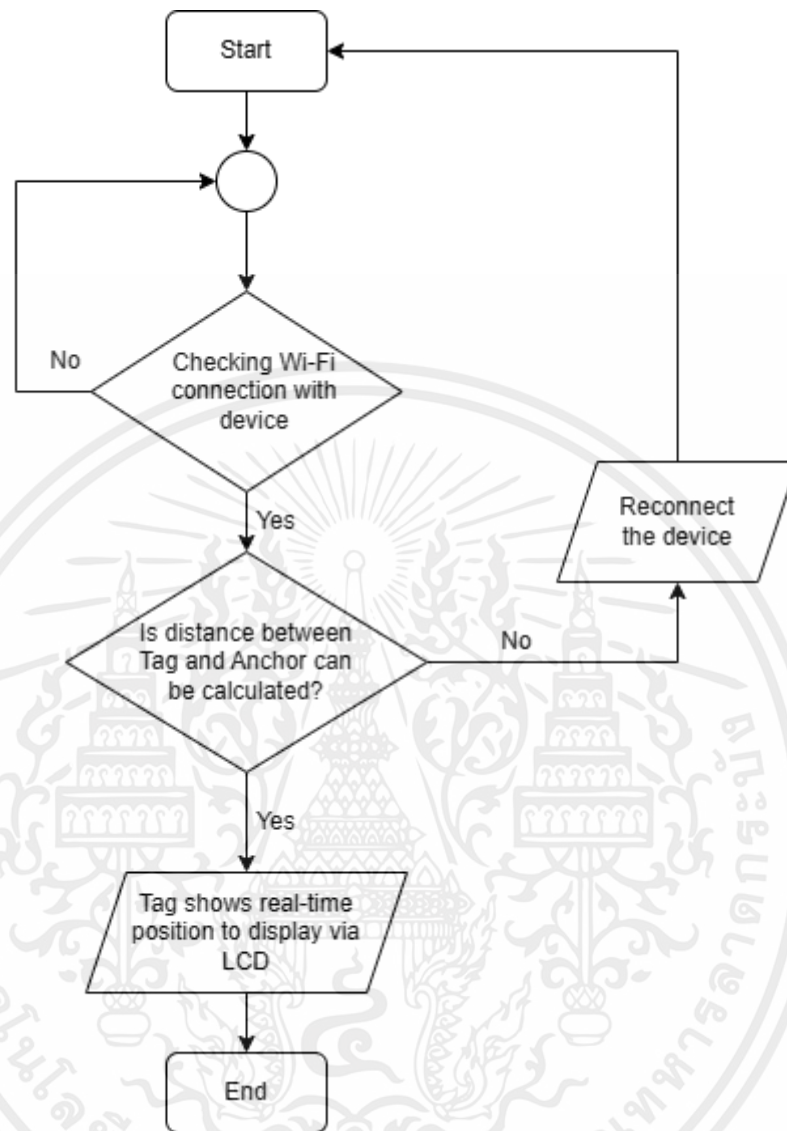 Start
No
Checking Wi-Fi
connection with
device
Yes
Reconnect
the device
Is distance between
Tag and Anchor can
be calculated?
No
Yes
Tag shows real-time
position to display via
LCD
End